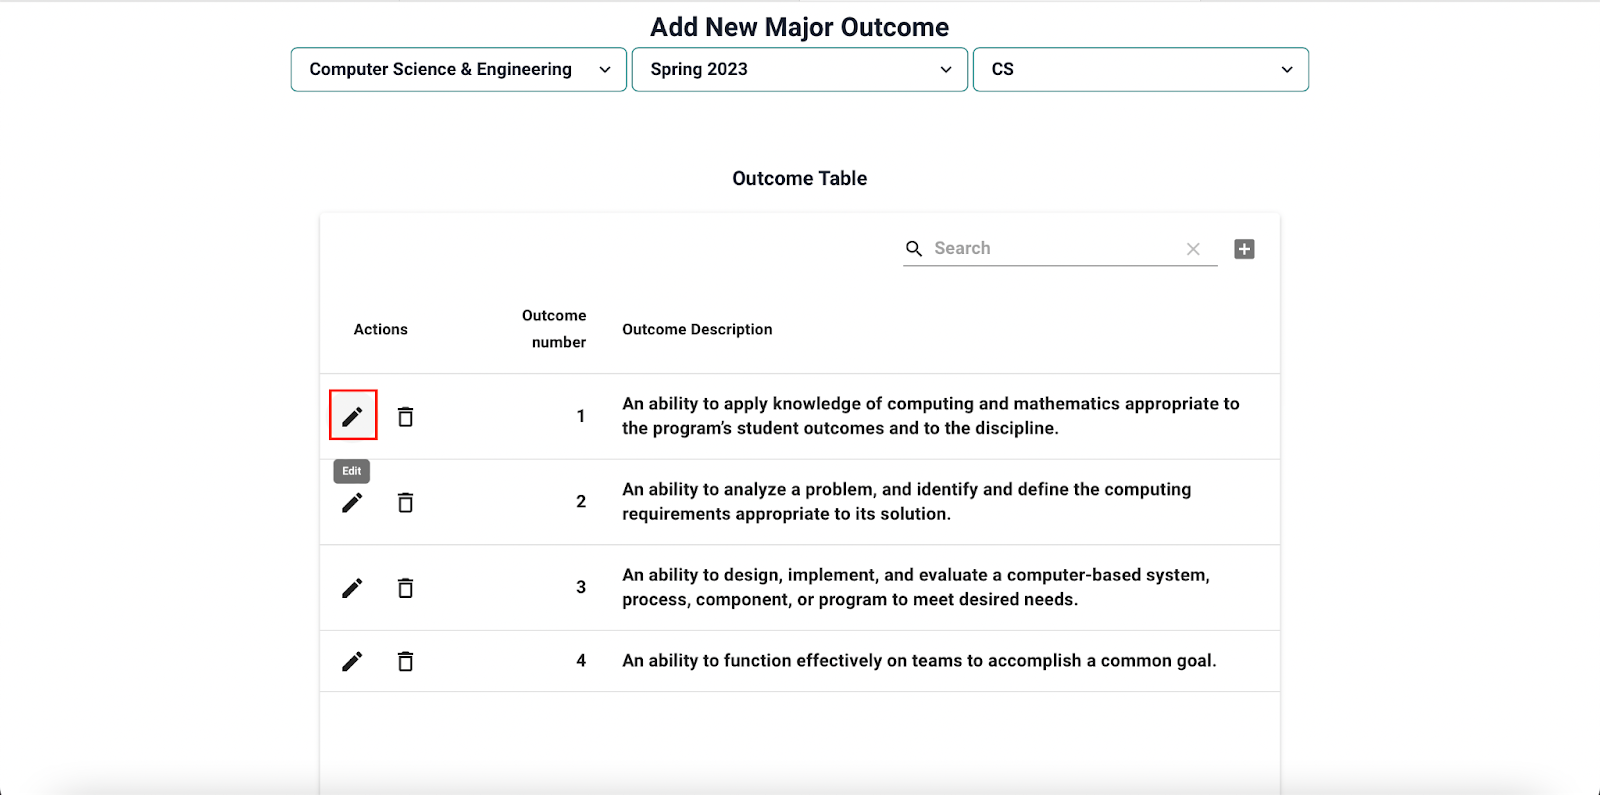 Add New Major Outcome
Computer Science & Engineering
Spring 2023
CS
Outcome Table
Search
Actions
Outcome
number
Outcome Description
1
An ability to apply knowledge of computing and mathematics appropriate to
the program’s student outcomes and to the discipline.
Edit
2
An ability to analyze a problem, and identify and define the computing
requirements appropriate to its solution.
3
An ability to design, implement, and evaluate a computer-based system,
process, component, or program to meet desired needs.
4
An ability to function effectively on teams to accomplish a common goal.